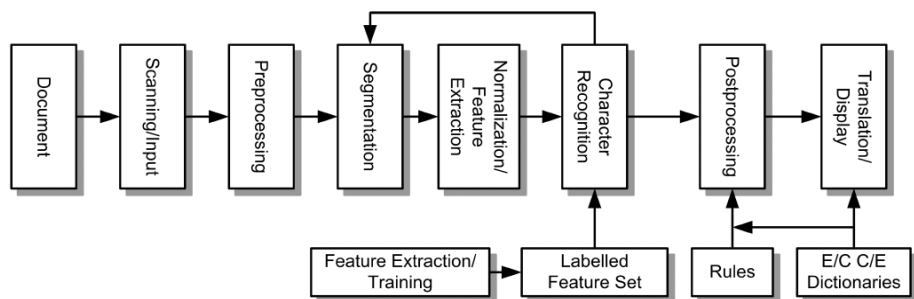 Document
Scanning/Input
Preprocessing
Segmentation
Normalization/
Feature
Extraction
Character
Recognition
Postprocessing
Translation/
Display
Feature Extraction/
Training
Labelled
Feature Set
Rules
E/C C/E
Dictionaries